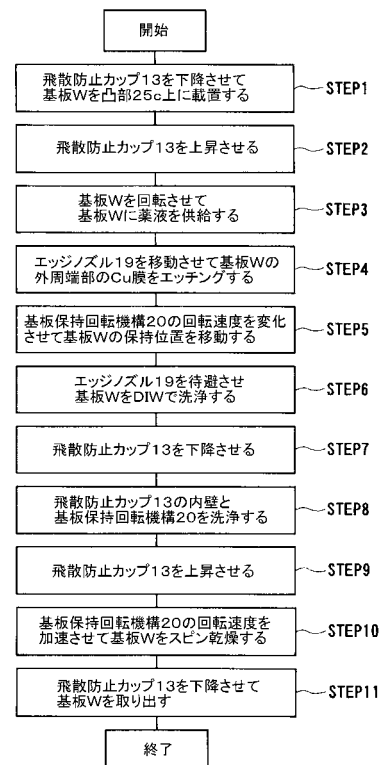 開始
飛散防止カップ13を下降させて
基板Wを凸部25c上に載置する
STEP1
飛散防止カップ13を上昇させる
STEP2
基板Wを回転させて
基板Wに薬液を供給する
STEP3
エッジノズル19を移動させて基板Wの
外周端部のCu膜をエッチングする
STEP4
基板保持回転機構20の回転速度を変化
させて基板Wの保持位置を移動する
STEP5
エッジノズル19を待避させ
基板WをDIWで洗浄する
STEP6
飛散防止カップ13を下降させる
STEP7
飛散防止カップ13の内壁と
基板保持回転機構20を洗浄する
STEP8
飛散防止カップ13を上昇させる
STEP9
基板保持回転機構20の回転速度を
加速させて基板Wをスピン乾燥する
STEP10
飛散防止カップ13を下降させて
基板Wを取り出す
STEP11
終了